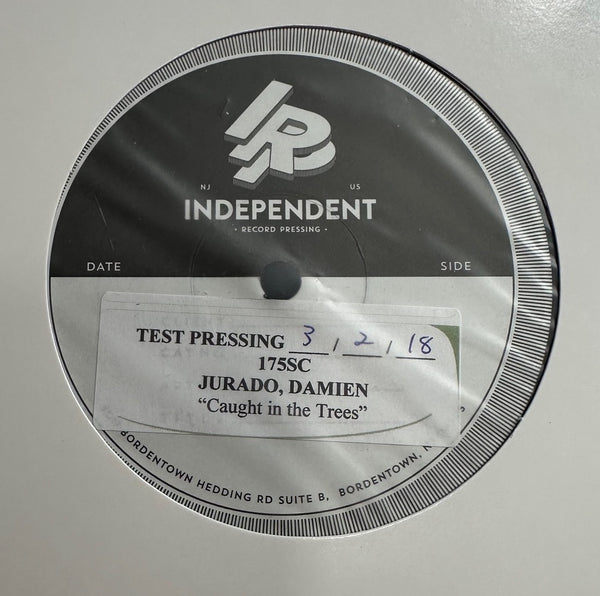 IRP
NJ US
INDEPENDENT
· RECORD PRESSING ·
DATE SIDE
TEST PRESSING 3 / 2 / 18
175SC
JURADO, DAMIEN
“Caught in the Trees”
BORDENTOWN HEDDING RD SUITE B, BORDENTOWN,